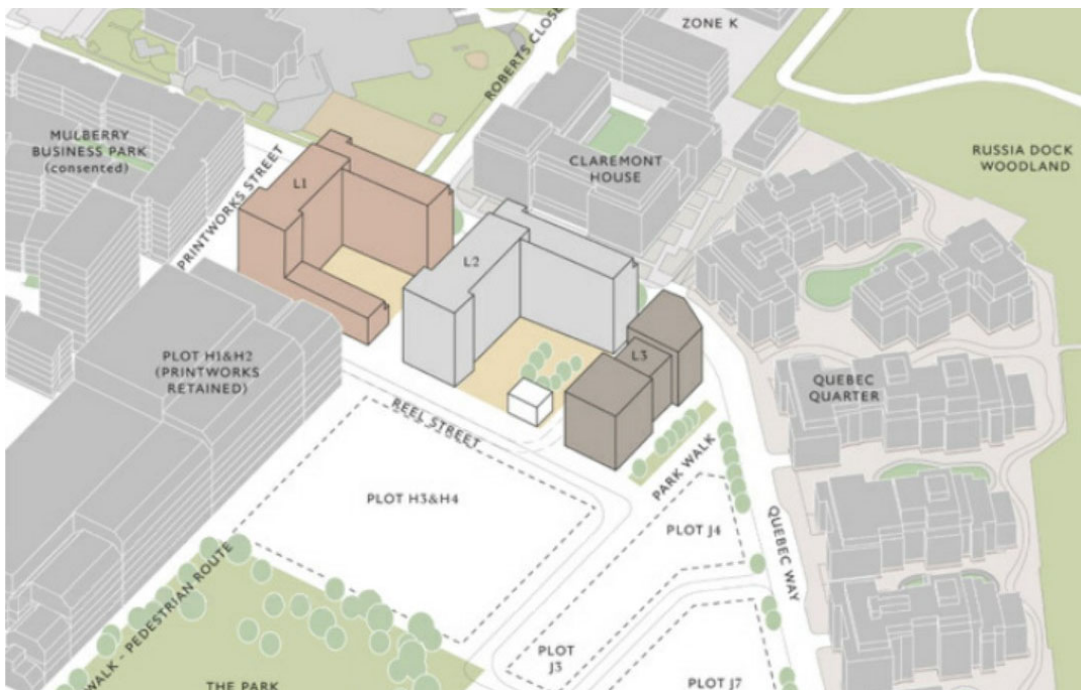 ZONE K
ROBERTS CLOSE
MULBERRY
BUSINESS PARK
(consented)
PRINTWORKS STREET
CLAREMONT
HOUSE
RUSSIA DOCK
WOODLAND
L1
L2
L3
PLOT H1&H2
(PRINTWORKS
RETAINED)
QUEBEC
QUARTER
REEL STREET
PARK WALK
PLOT H3&H4
PLOT J4
QUEBEC WAY
WALK - PEDESTRIAN ROUTE
PLOT
J3
THE PARK
PLOT J7